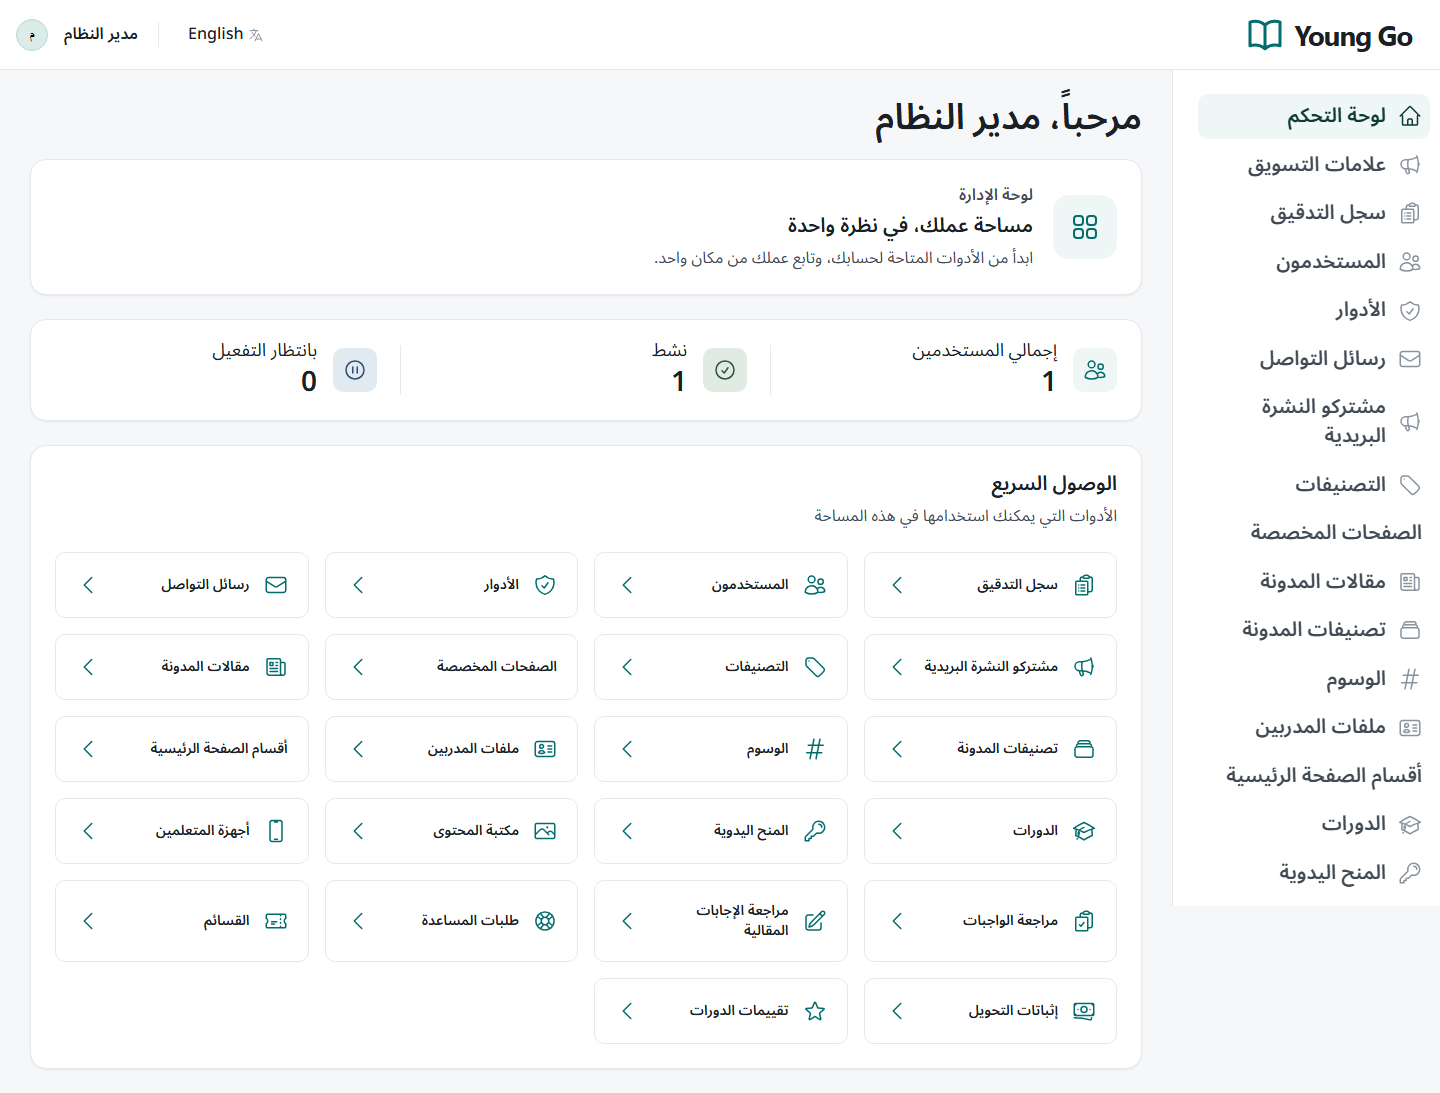 Young Go
English
مدير النظام
م
لوحة التحكم
علامات التسويق
سجل التدقيق
المستخدمون
الأدوار
رسائل التواصل
مشتركو النشرة
البريدية
التصنيفات
الصفحات المخصصة
مقالات المدونة
تصنيفات المدونة
الوسوم
ملفات المدربين
أقسام الصفحة الرئيسية
الدورات
المنح اليدوية
مرحباً، مدير النظام
لوحة الإدارة
مساحة عملك، في نظرة واحدة
ابدأ من الأدوات المتاحة لحسابك، وتابع عملك من مكان واحد.
إجمالي المستخدمين
1
نشط
1
بانتظار التفعيل
0
الوصول السريع
الأدوات التي يمكنك استخدامها في هذه المساحة
سجل التدقيق
المستخدمون
الأدوار
رسائل التواصل
مشتركو النشرة البريدية
التصنيفات
الصفحات المخصصة
مقالات المدونة
تصنيفات المدونة
الوسوم
ملفات المدربين
أقسام الصفحة الرئيسية
الدورات
المنح اليدوية
مكتبة المحتوى
أجهزة المتعلمين
مراجعة الواجبات
مراجعة الإجابات
المقالية
طلبات المساعدة
القسائم
إثباتات التحويل
تقييمات الدورات